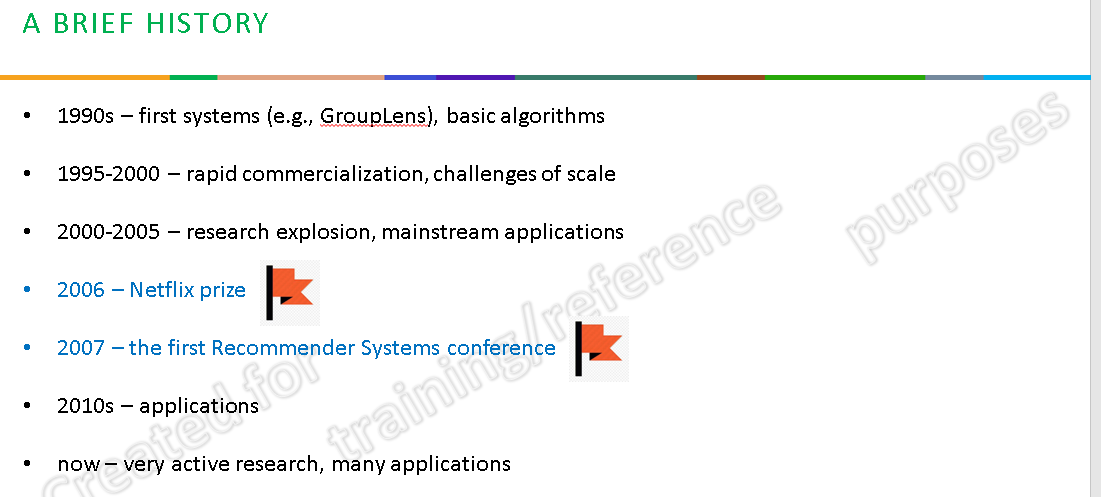 A BRIEF HISTORY
• 1990s – first systems (e.g., GroupLens), basic algorithms
• 1995-2000 – rapid commercialization, challenges of scale
• 2000-2005 – research explosion, mainstream applications
• 2006 – Netflix prize
• 2007 – the first Recommender Systems conference
• 2010s – applications
• now – very active research, many applications
Created for training/reference purposes